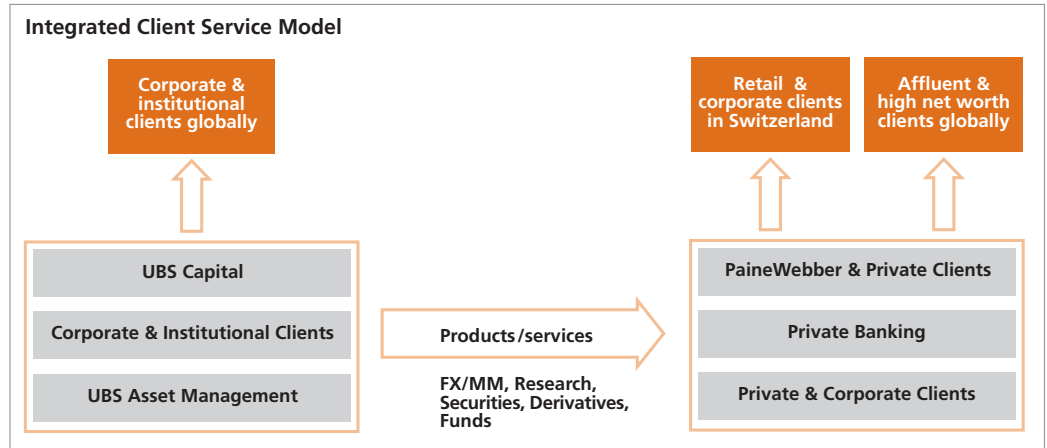 Integrated Client Service Model
Corporate &
institutional
clients globally
Retail &
corporate clients
in Switzerland
Affluent &
high net worth
clients globally
UBS Capital
Corporate & Institutional Clients
UBS Asset Management
Products/services
FX/MM, Research,
Securities, Derivatives,
Funds
PaineWebber & Private Clients
Private Banking
Private & Corporate Clients